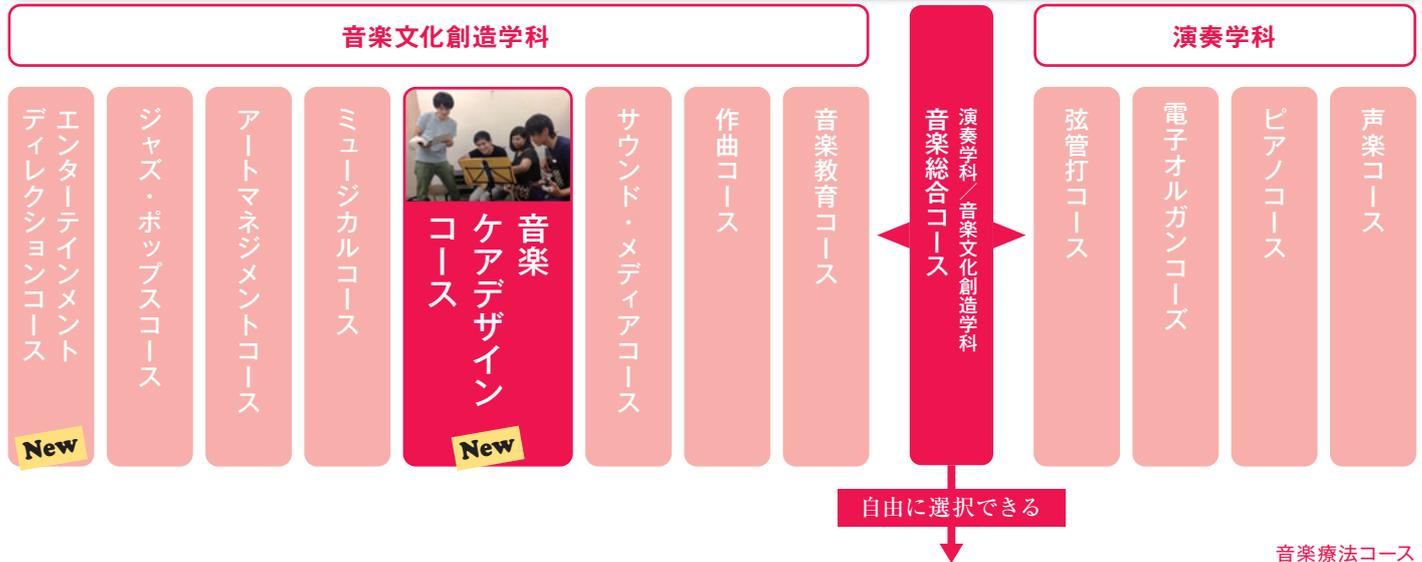 音楽文化創造学科
演奏学科
声楽コース
ピアノコース
電子オルガンコーズ
弦管打コース
演奏学科／音楽文化創造学科
音楽総合コース
音楽教育コース
作曲コース
サウンド・メディアコース
音楽
ケアデザイン
コース
New
ミュージカルコース
アートマネジメントコース
ジャズ・ポップスコース
エンターテインメント
ディレクションコース
New
自由に選択できる
音楽療法コース